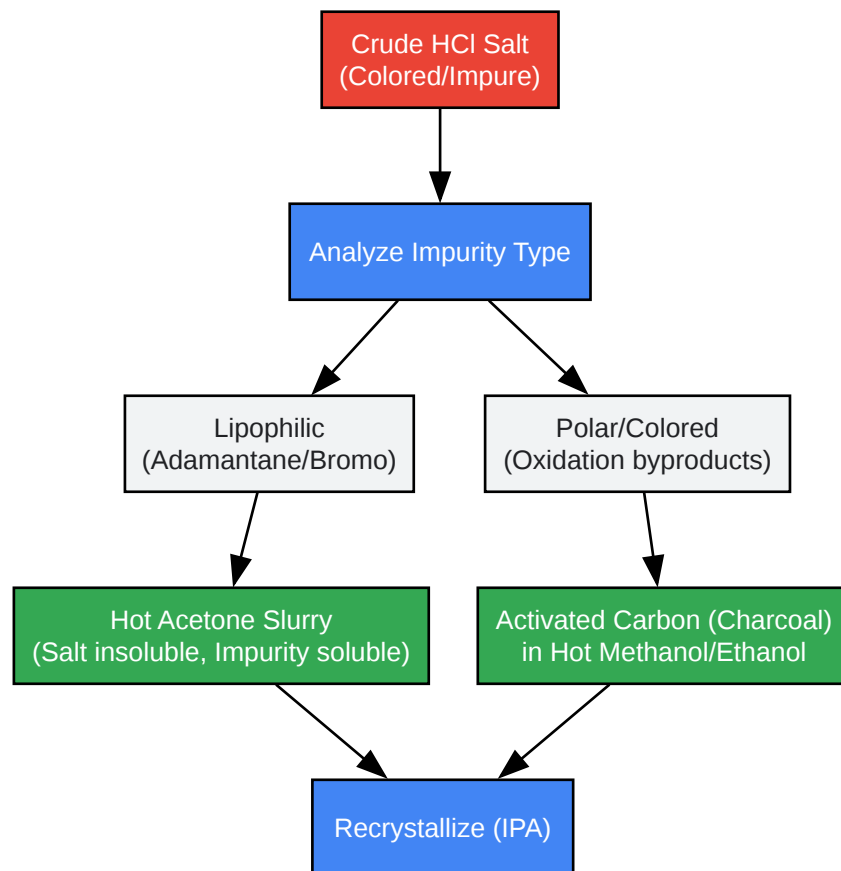 Crude HCl Salt
(Colored/Impure)
Analyze Impurity Type
Lipophilic
(Adamantane/Bromo)
Polar/Colored
(Oxidation byproducts)
Hot Acetone Slurry
(Salt insoluble, Impurity soluble)
Activated Carbon (Charcoal)
in Hot Methanol/Ethanol
Recrystallize (IPA)